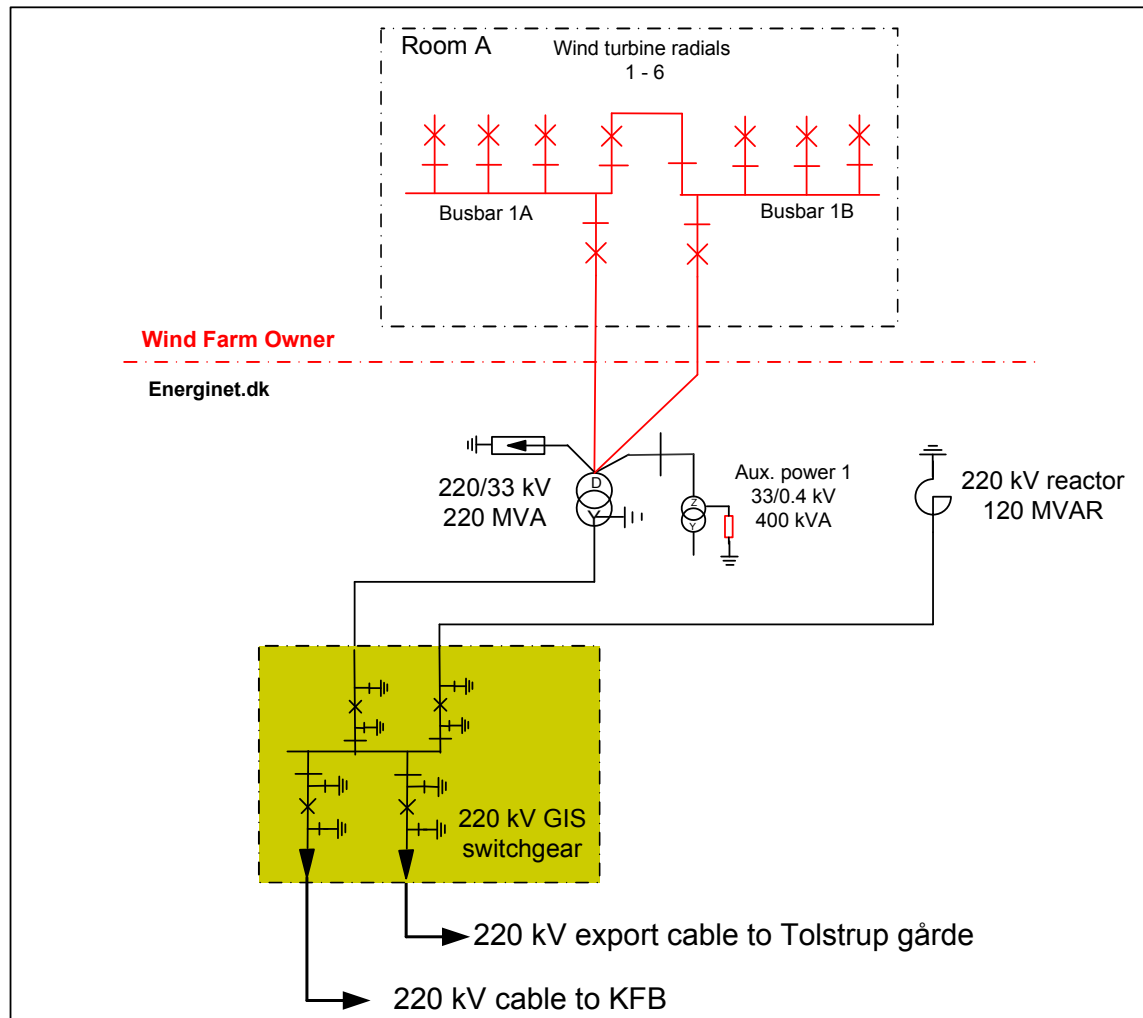 Room A
Wind turbine radials
1 - 6
Busbar 1A
Busbar 1B
Wind Farm Owner
Energinet.dk
D
Y
220/33 kV
220 MVA
Z
Y
Aux. power 1
33/0.4 kV
400 kVA
220 kV reactor
120 MVAR
220 kV GIS
switchgear
220 kV export cable to Tolstrup gårde
220 kV cable to KFB